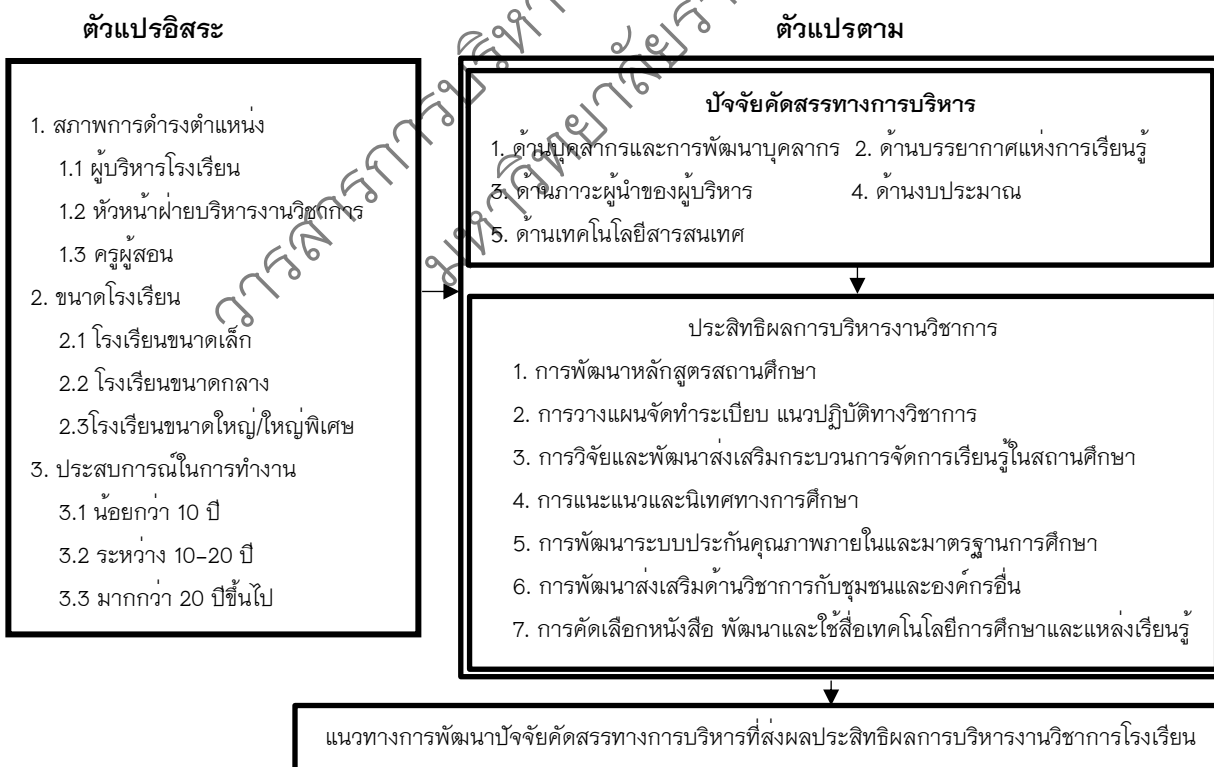 ตัวแปรอิสระ
ตัวแปรตาม
1. สภาพการดำรงตำแหน่ง
1.1 ผู้บริหารโรงเรียน
1.2 หัวหน้าฝ่ายบริหารงานวิชาการ
1.3 ครูผู้สอน
2. ขนาดโรงเรียน
2.1 โรงเรียนขนาดเล็ก
2.2 โรงเรียนขนาดกลาง
2.3โรงเรียนขนาดใหญ่/ใหญ่พิเศษ
3. ประสบการณ์ในการทำงาน
3.1 น้อยกว่า 10 ปี
3.2 ระหว่าง 10–20 ปี
3.3 มากกว่า 20 ปีขึ้นไป
ปัจจัยคัดสรรทางการบริหาร
1. ด้านบุคลากรและการพัฒนาบุคลากร 2. ด้านบรรยากาศแห่งการเรียนรู้
3. ด้านภาวะผู้นำของผู้บริหาร 4. ด้านงบประมาณ
5. ด้านเทคโนโลยีสารสนเทศ
ประสิทธิผลการบริหารงานวิชาการ
1. การพัฒนาหลักสูตรสถานศึกษา
2. การวางแผนจัดทำระเบียบ แนวปฏิบัติทางวิชาการ
3. การวิจัยและพัฒนาส่งเสริมกระบวนการจัดการเรียนรู้ในสถานศึกษา
4. การแนะแนวและนิเทศทางการศึกษา
5. การพัฒนาระบบประกันคุณภาพภายในและมาตรฐานการศึกษา
6. การพัฒนาส่งเสริมด้านวิชาการกับชุมชนและองค์กรอื่น
7. การคัดเลือกหนังสือ พัฒนาและใช้สื่อเทคโนโลยีการศึกษาและแหล่งเรียนรู้
แนวทางการพัฒนาปัจจัยคัดสรรทางการบริหารที่ส่งผลประสิทธิผลการบริหารงานวิชาการโรงเรียน
วารสารการบริหา
มหาวิทยาลัยรา